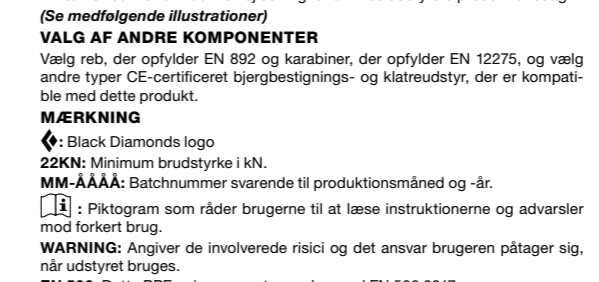 (Se medfølgende illustrationer)
VALG AF ANDRE KOMPONENTER
Vælg reb, der opfylder EN 892 og karabiner, der opfylder EN 12275, og vælg
andre typer CE-certificeret bjergbestignings- og klatreudstyr, der er kompati-
ble med dette produkt.
MÆRKNING
: Black Diamonds logo
22KN: Minimum brudstyrke i kN.
MM-ÅÅÅÅ: Batchnummer svarende til produktionsmåned og -år.
i : Piktogram som råder brugerne til at læse instruktionerne og advarsler
mod forkert brug.
WARNING: Angiver de involverede risici og det ansvar brugeren påtager sig,
når udstyret bruges.